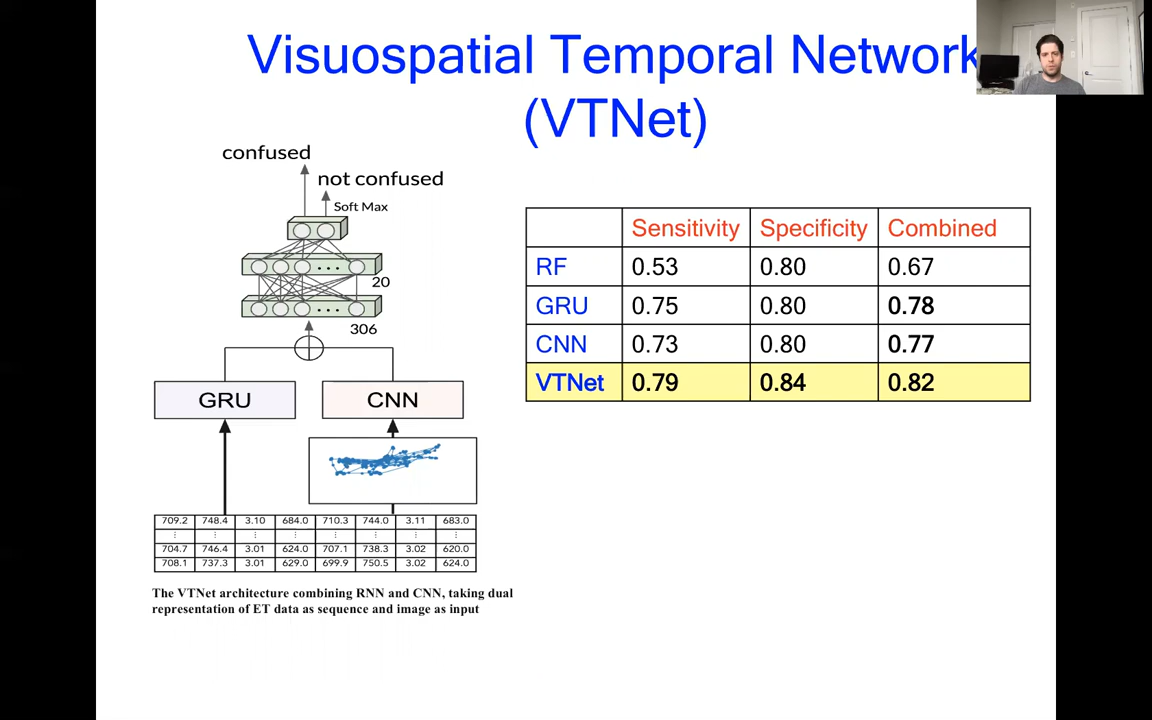 Visuospatial Temporal Network
(VTNet)
confused
not confused
Soft Max
20
306
GRU
CNN
709.2 748.4 3.10 684.0 710.3 744.0 3.11 683.0
⋮ ⋮ ⋮ ⋮ ⋮ ⋮ ⋮ ⋮
704.7 746.4 3.01 624.0 707.1 738.3 3.02 620.0
708.1 737.3 3.01 629.0 699.9 750.5 3.02 624.0
The VTNet architecture combining RNN and CNN, taking dual
representation of ET data as sequence and image as input
Sensitivity Specificity Combined
RF 0.53 0.80 0.67
GRU 0.75 0.80 0.78
CNN 0.73 0.80 0.77
VTNet 0.79 0.84 0.82